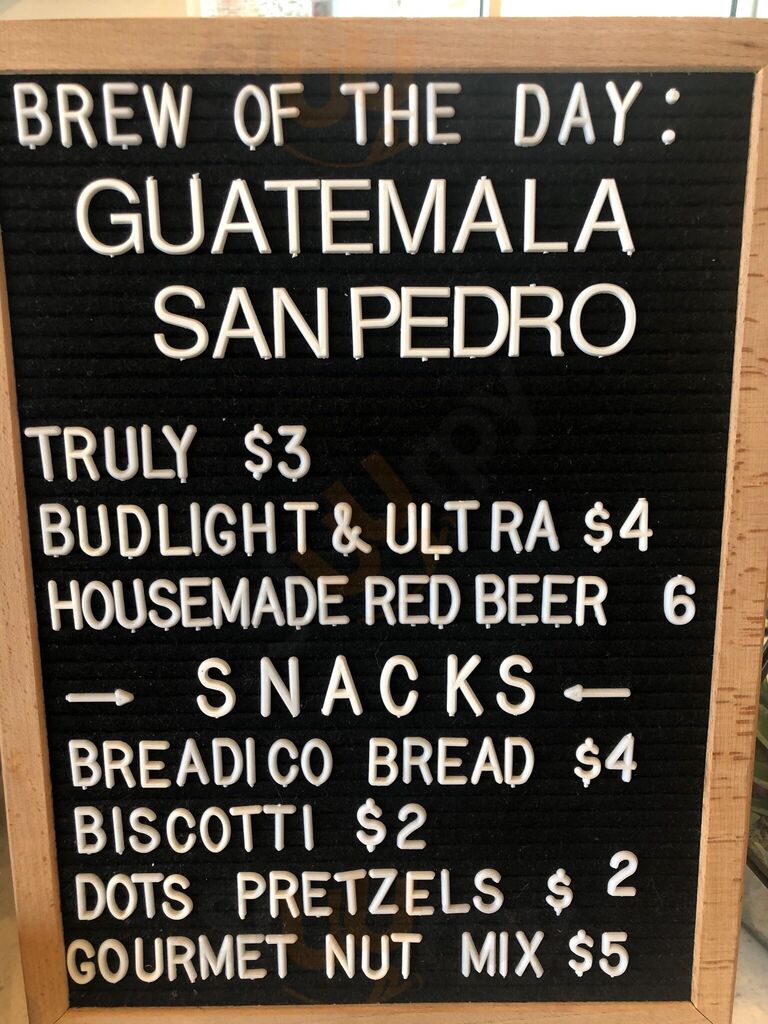 BREW OF THE DAY:
GUATEMALA
SAN PEDRO
TRULY $3
BUDLIGHT & ULTRA $4
HOUSEMADE RED BEER 6
→ SNACKS ←
BREADICO BREAD $4
BISCOTTI $2
DOTS PRETZELS $2
GOURMET NUT MIX $5